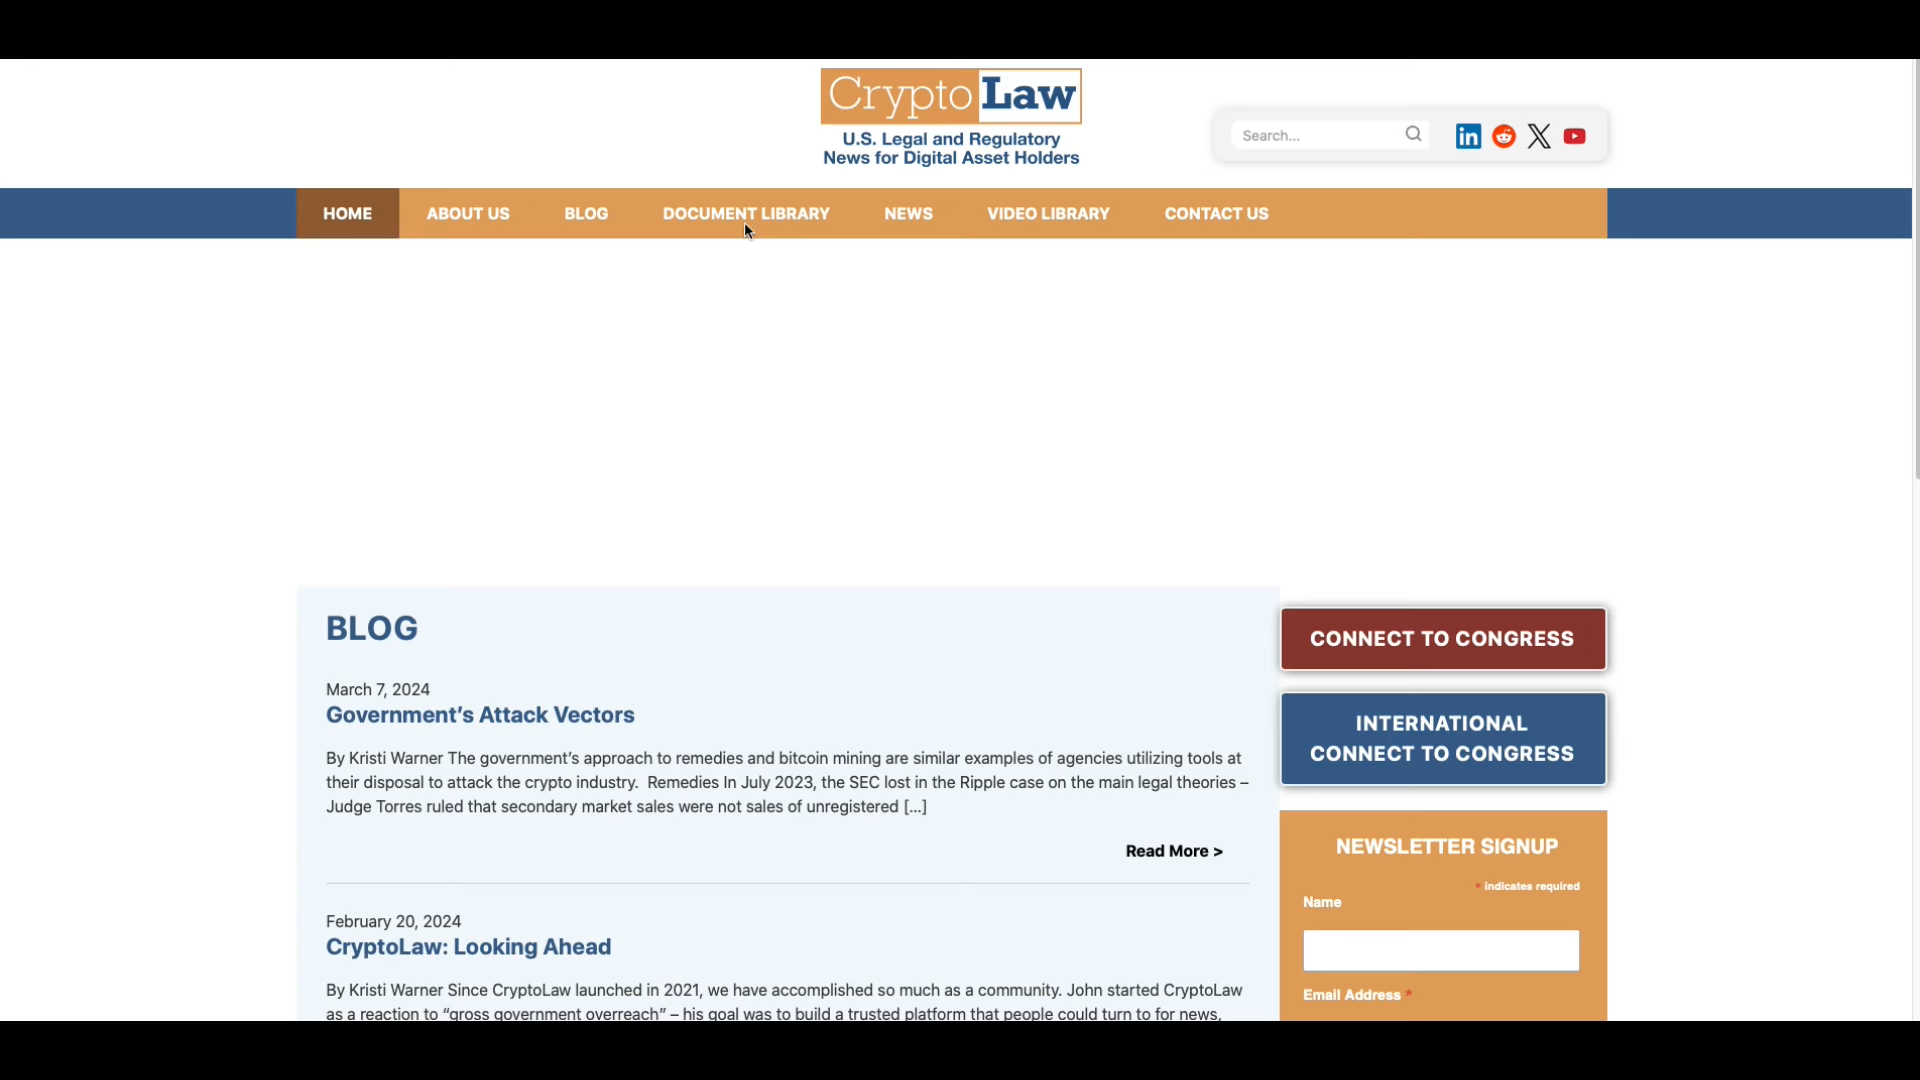 CryptoLaw
U.S. Legal and Regulatory
News for Digital Asset Holders
Search...
in
HOME
ABOUT US
BLOG
DOCUMENT LIBRARY
NEWS
VIDEO LIBRARY
CONTACT US
BLOG
March 7, 2024
Government’s Attack Vectors
By Kristi Warner The government’s approach to remedies and bitcoin mining are similar examples of agencies utilizing tools at
their disposal to attack the crypto industry.  Remedies In July 2023, the SEC lost in the Ripple case on the main legal theories –
Judge Torres ruled that secondary market sales were not sales of unregistered [...]
Read More >
February 20, 2024
CryptoLaw: Looking Ahead
By Kristi Warner Since CryptoLaw launched in 2021, we have accomplished so much as a community. John started CryptoLaw
as a reaction to “gross government overreach” – his goal was to build a trusted platform that people could turn to for news,
CONNECT TO CONGRESS
INTERNATIONAL
CONNECT TO CONGRESS
NEWSLETTER SIGNUP
* indicates required
Name
Email Address *